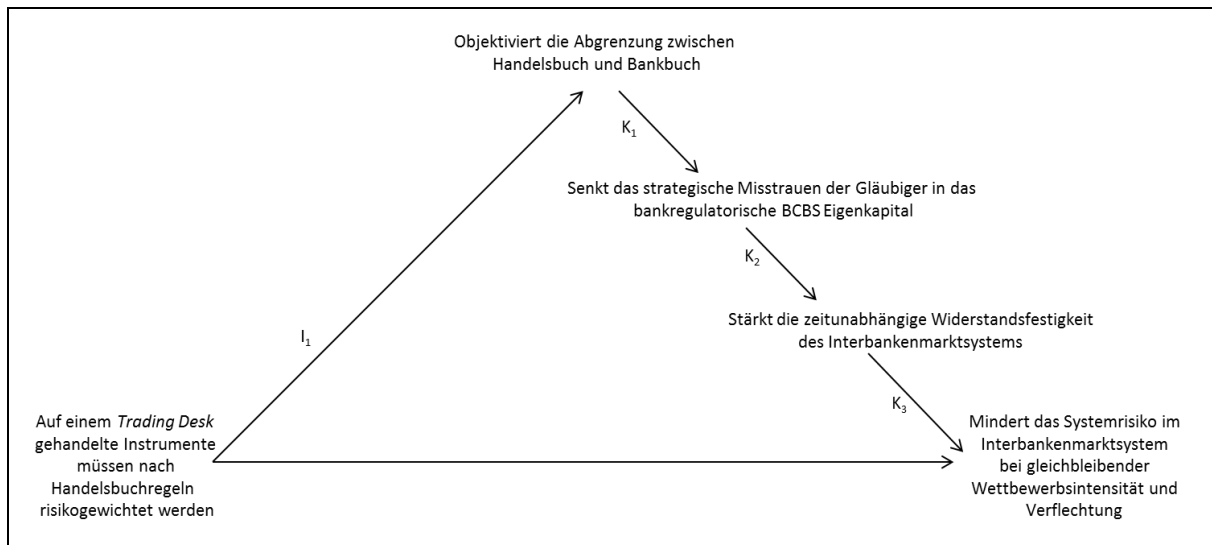 Objektiviert die Abgrenzung zwischen
Handelsbuch und Bankbuch
K₁
Senkt das strategische Misstrauen der Gläubiger in das
bankregulatorische BCBS Eigenkapital
K₂
Stärkt die zeitunabhängige Widerstandsfestigkeit
des Interbankenmarktsystems
I₁
K₃
Auf einem Trading Desk
gehandelte Instrumente
müssen nach
Handelsbuchregeln
risikogewichtet werden
Mindert das Systemrisiko im
Interbankenmarktsystem
bei gleichbleibender
Wettbewerbsintensität und
Verflechtung